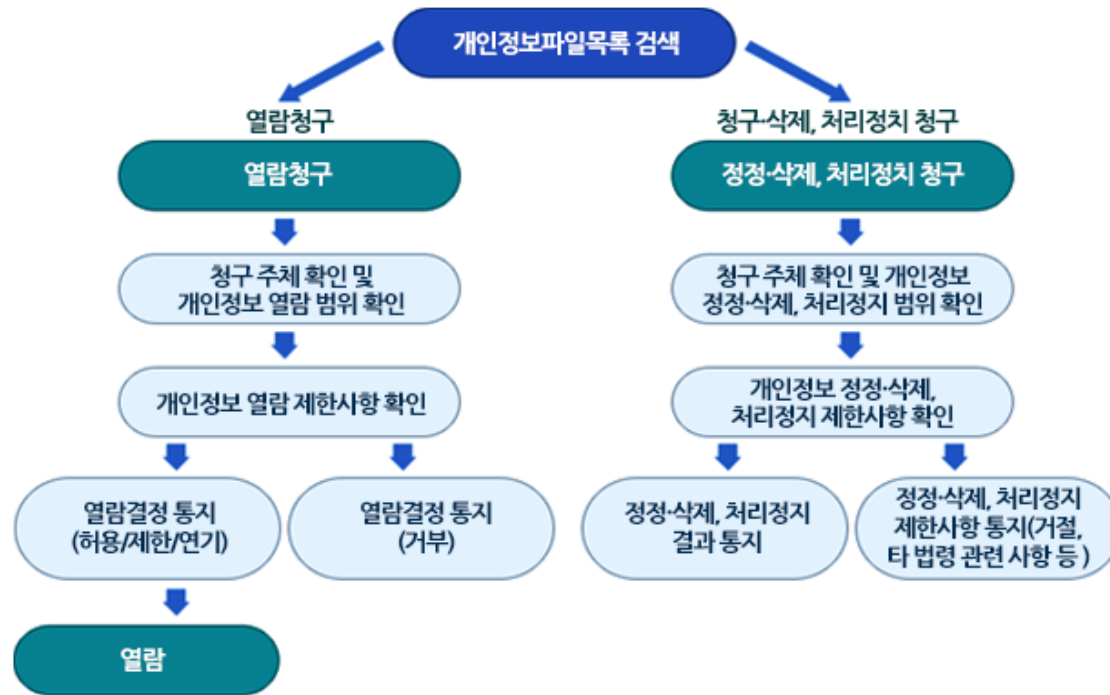 개인정보파일목록 검색
열람청구
열람청구
청구 주체 확인 및
개인정보 열람 범위 확인
개인정보 열람 제한사항 확인
열람결정 통지
(허용/제한/연기)
열람결정 통지
(거부)
열람
청구·삭제, 처리정치 청구
정정·삭제, 처리정치 청구
청구 주체 확인 및 개인정보
정정·삭제, 처리정지 범위 확인
개인정보 정정·삭제,
처리정지 제한사항 확인
정정·삭제, 처리정지
결과 통지
정정·삭제, 처리정지
제한사항 통지(거절,
타 법령 관련 사항 등 )